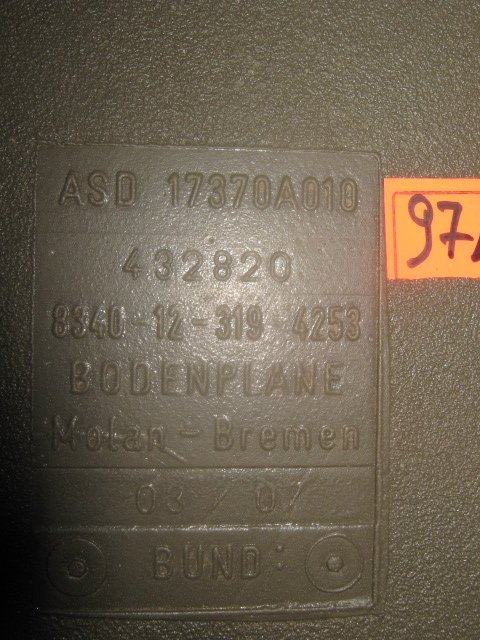 ASD 17370A010
432820
8340-12-319-4253
BODENPLANE
Molan-Bremen
03/07
BUND: